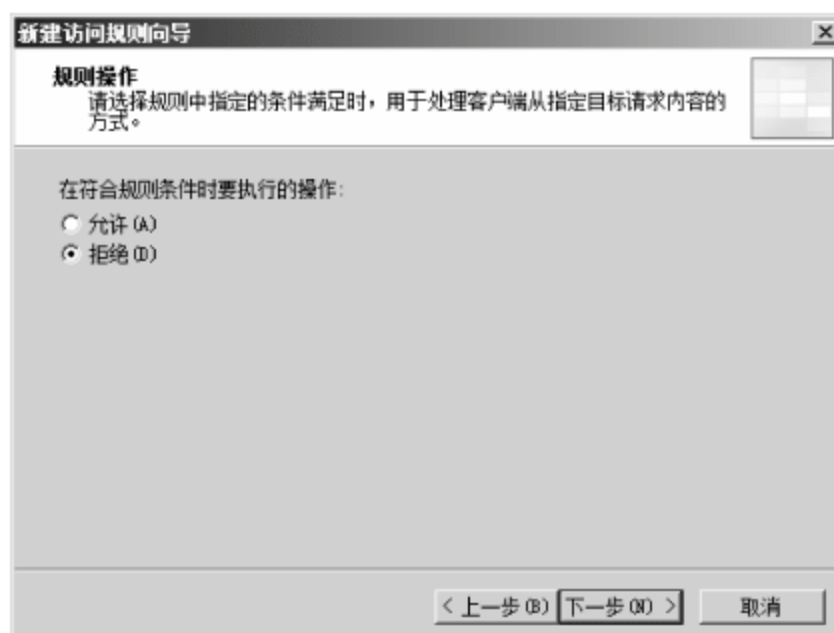 新建访问规则向导
规则操作
请选择规则中指定的条件满足时，用于处理客户端从指定目标请求内容的
方式。
在符合规则条件时要执行的操作:
允许(A)
拒绝(D)
< 上一步(B) 下一步(N) > 取消